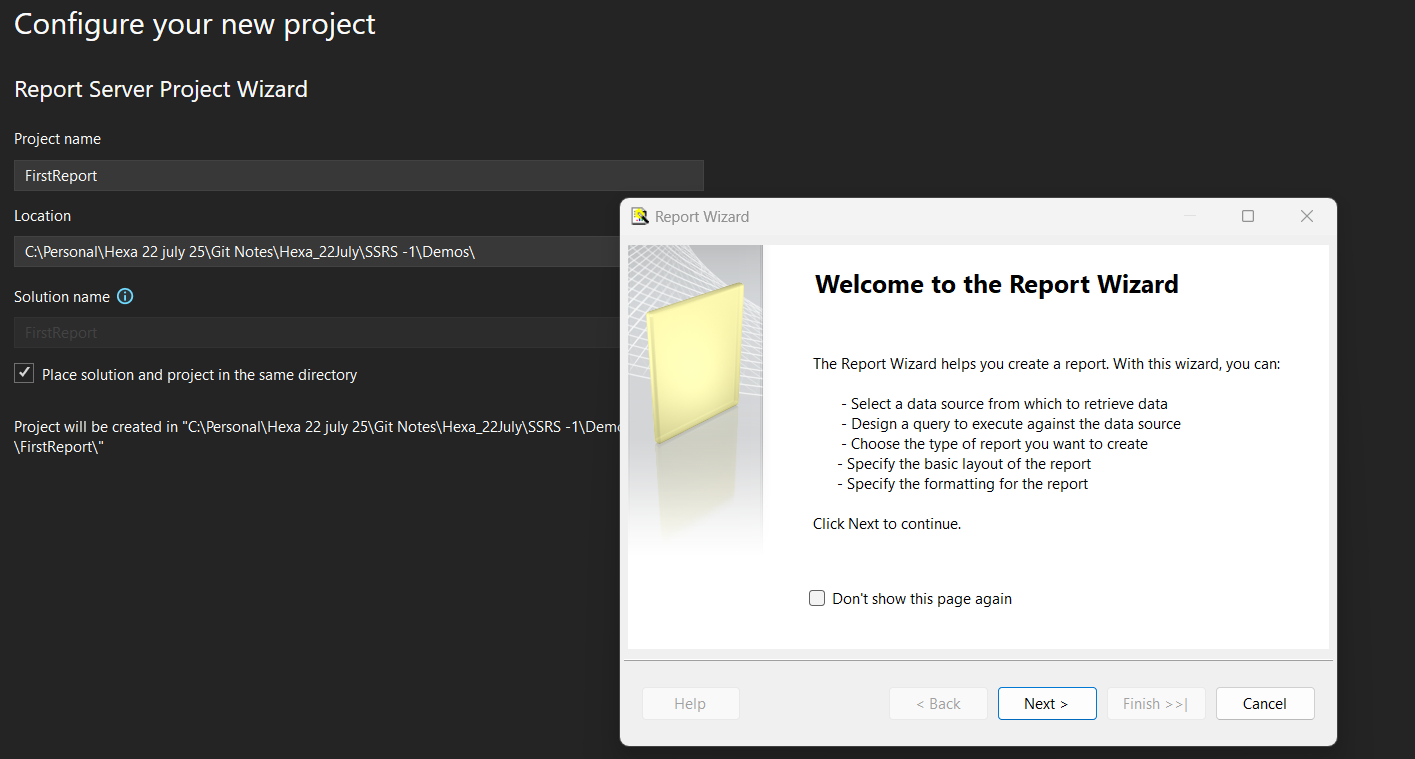 Configure your new project
Report Server Project Wizard
Project name
FirstReport
Location
C:\Personal\Hexa 22 july 25\Git Notes\Hexa_22July\SSRS -1\Demos\
Solution name
FirstReport
Place solution and project in the same directory
Project will be created in "C:\Personal\Hexa 22 july 25\Git Notes\Hexa_22July\SSRS -1\Demo
\FirstReport\"
Report Wizard
Welcome to the Report Wizard
The Report Wizard helps you create a report. With this wizard, you can:
- Select a data source from which to retrieve data
- Design a query to execute against the data source
- Choose the type of report you want to create
- Specify the basic layout of the report
- Specify the formatting for the report
Click Next to continue.
Don't show this page again
Help
< Back
Next >
Finish >>|
Cancel